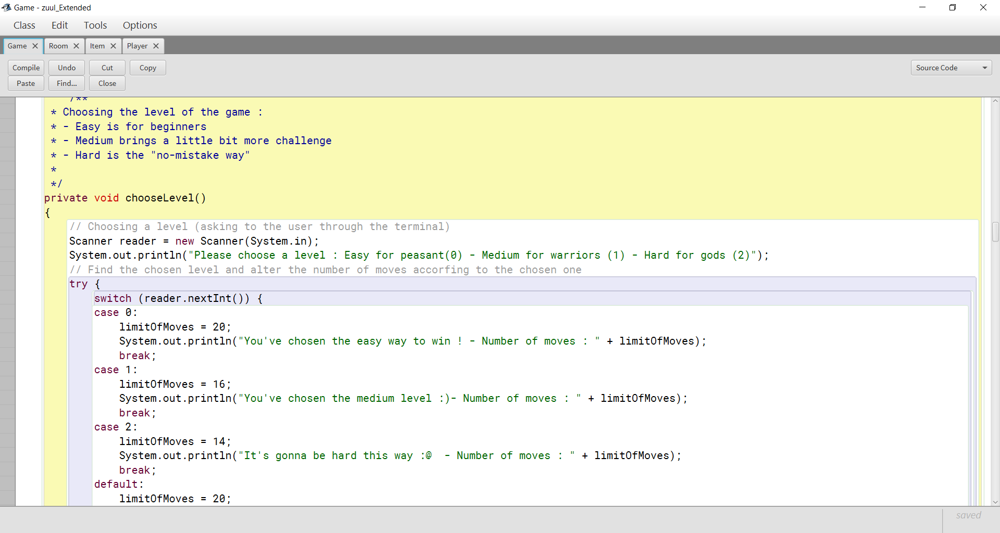 Game - zuul_Extended
Class Edit Tools Options
Game Room Item Player
Compile Undo Cut Copy Source Code
Paste Find... Close
/**
* Choosing the level of the game :
* - Easy is for beginners
* - Medium brings a little bit more challenge
* - Hard is the "no-mistake way"
*
*/
private void chooseLevel()
{
// Choosing a level (asking to the user through the terminal)
Scanner reader = new Scanner(System.in);
System.out.println("Please choose a level : Easy for peasant(0) - Medium for warriors (1) - Hard for gods (2)");
// Find the chosen level and alter the number of moves accorfing to the chosen one
try {
switch (reader.nextInt()) {
case 0:
limitOfMoves = 20;
System.out.println("You've chosen the easy way to win ! - Number of moves : " + limitOfMoves);
break;
case 1:
limitOfMoves = 16;
System.out.println("You've chosen the medium level :)- Number of moves : " + limitOfMoves);
break;
case 2:
limitOfMoves = 14;
System.out.println("It's gonna be hard this way :@  - Number of moves : " + limitOfMoves);
break;
default:
limitOfMoves = 20;
saved